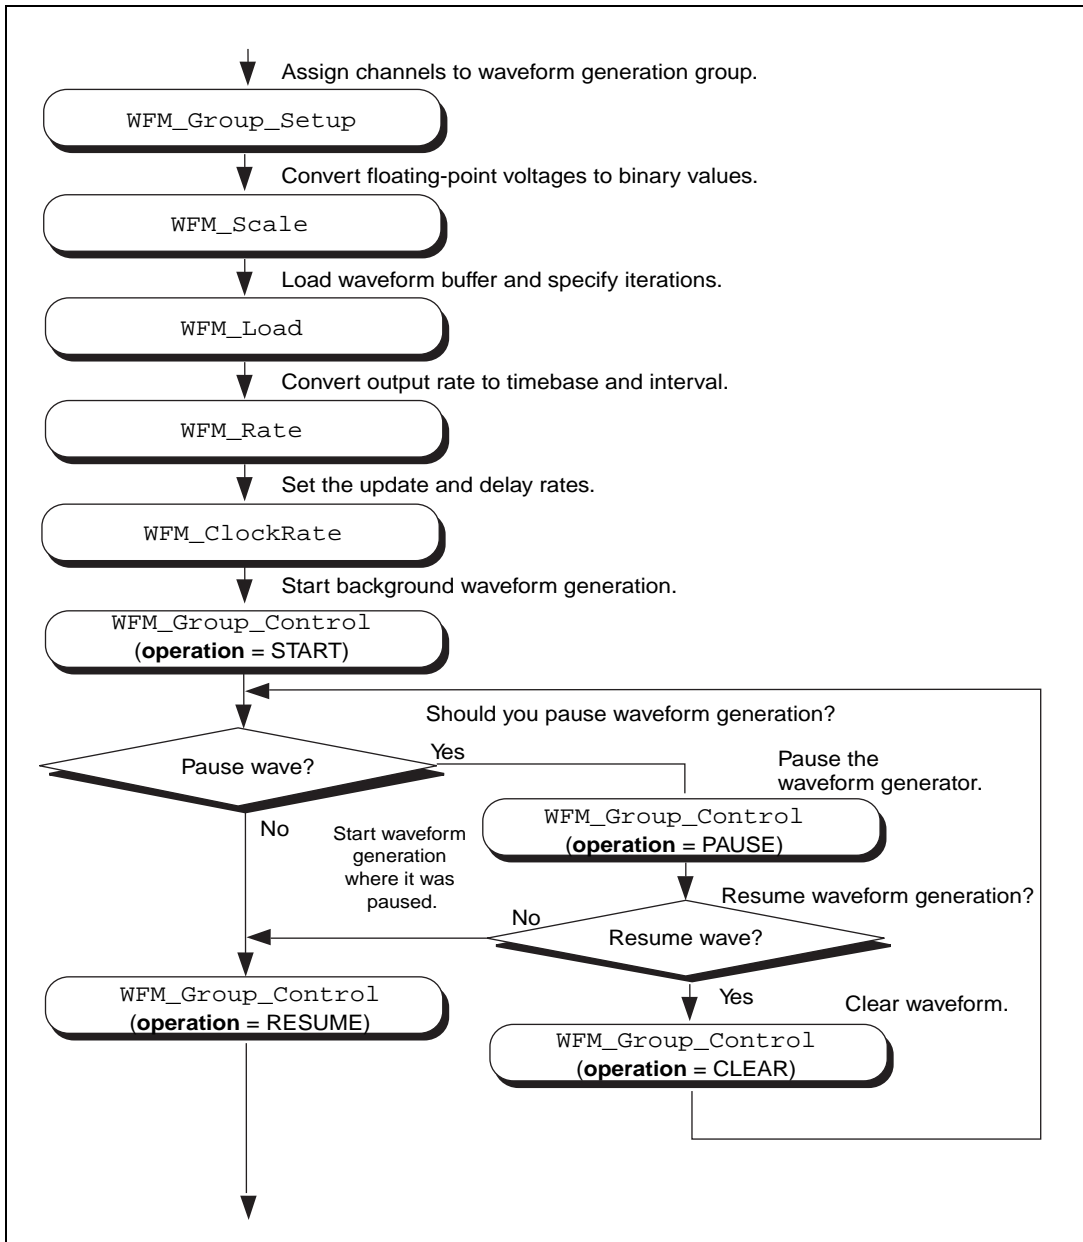 Assign channels to waveform generation group.
WFM_Group_Setup
Convert floating-point voltages to binary values.
WFM_Scale
Load waveform buffer and specify iterations.
WFM_Load
Convert output rate to timebase and interval.
WFM_Rate
Set the update and delay rates.
WFM_ClockRate
Start background waveform generation.
WFM_Group_Control
(operation = START)
Should you pause waveform generation?
Pause wave?
Yes
Pause the
waveform generator.
WFM_Group_Control
(operation = PAUSE)
No
Start waveform
generation
where it was
paused.
Resume waveform generation?
No
Resume wave?
Yes
Clear waveform.
WFM_Group_Control
(operation = RESUME)
WFM_Group_Control
(operation = CLEAR)